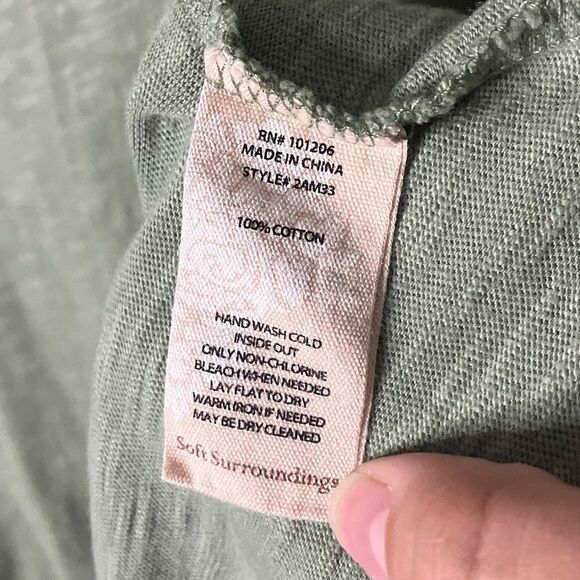 RN# 101206
MADE IN CHINA
STYLE# 2AM33
100% COTTON
HAND WASH COLD
INSIDE OUT
ONLY NON-CHLORINE
BLEACH WHEN NEEDED
LAY FLAT TO DRY
WARM IRON IF NEEDED
MAY BE DRY CLEANED
Soft Surroundings